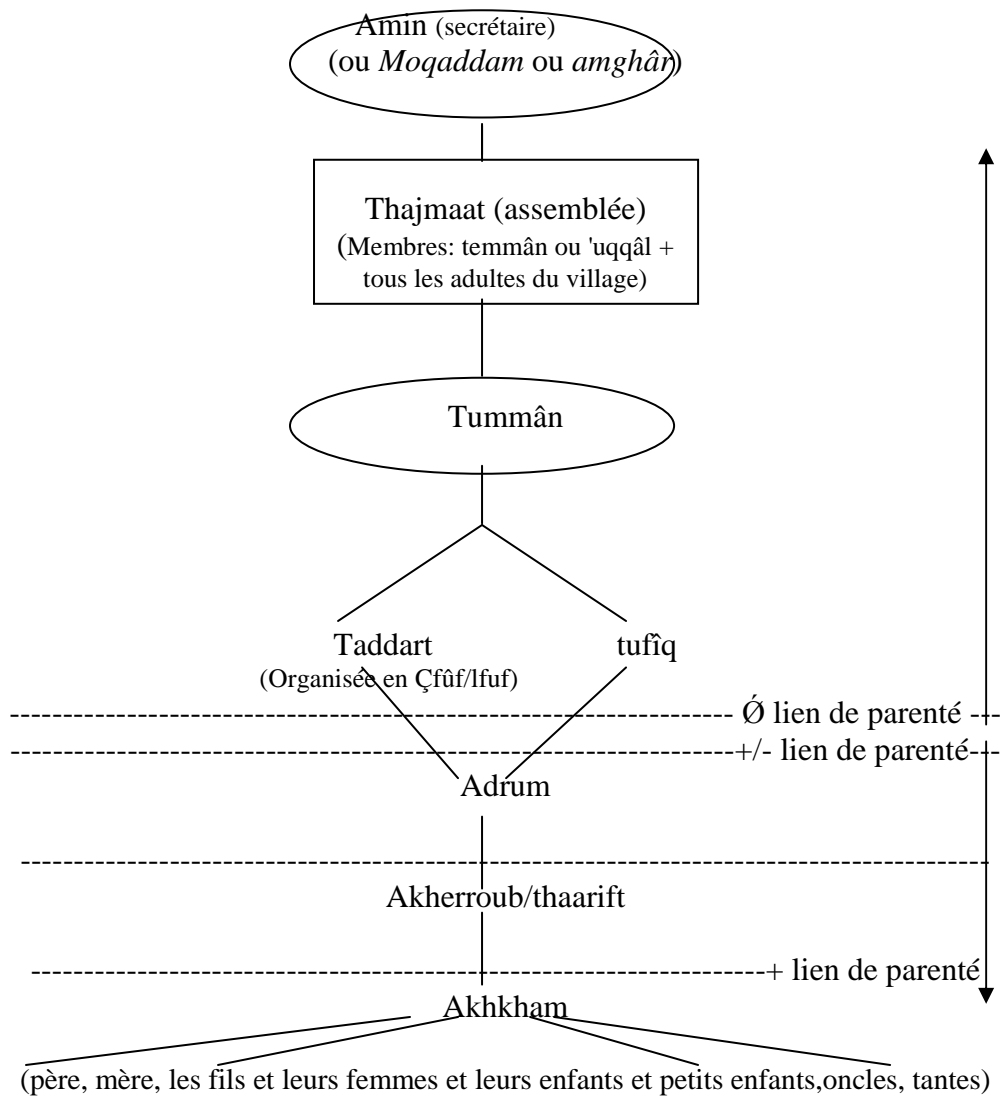 Amin (secrétaire)
(ou Moqaddam ou amghâr)
Thajmaat (assemblée)
(Membres: temmân ou 'uqqâl +
tous les adultes du village)
Tummân
Taddart
tufîq
(Organisée en Çfûf/lfuf)
Ǿ lien de parenté
+/- lien de parenté
Adrum
Akherroub/thaarift
+ lien de parenté
Akhkham
(père, mère, les fils et leurs femmes et leurs enfants et petits enfants,oncles, tantes)